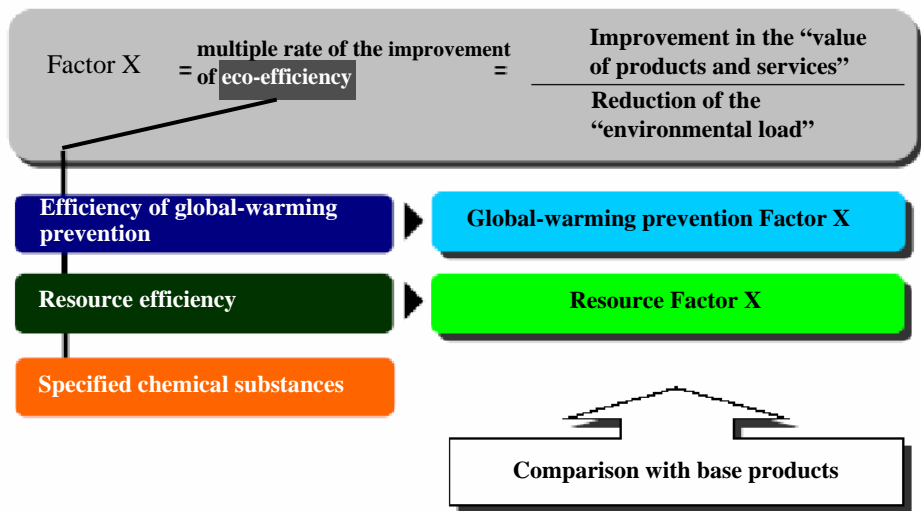 Factor X = multiple rate of the improvement of eco-efficiency =
Improvement in the “value
of products and services”
Reduction of the
“environmental load”
Efficiency of global-warming
prevention
Global-warming prevention Factor X
Resource efficiency
Resource Factor X
Specified chemical substances
Comparison with base products